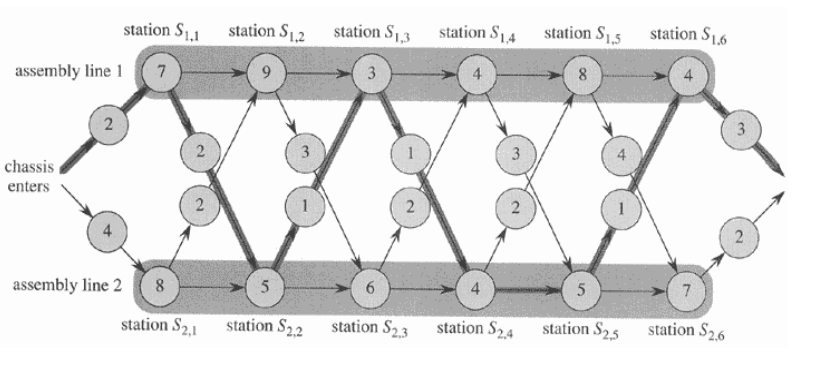 station S1,1 station S1,2 station S1,3 station S1,4 station S1,5 station S1,6
assembly line 1 7 9 3 4 8 4
2 3
2 3 1 3 4
chassis
enters
2 1 2 2 1
4 2
assembly line 2 8 5 6 4 5 7
station S2,1 station S2,2 station S2,3 station S2,4 station S2,5 station S2,6